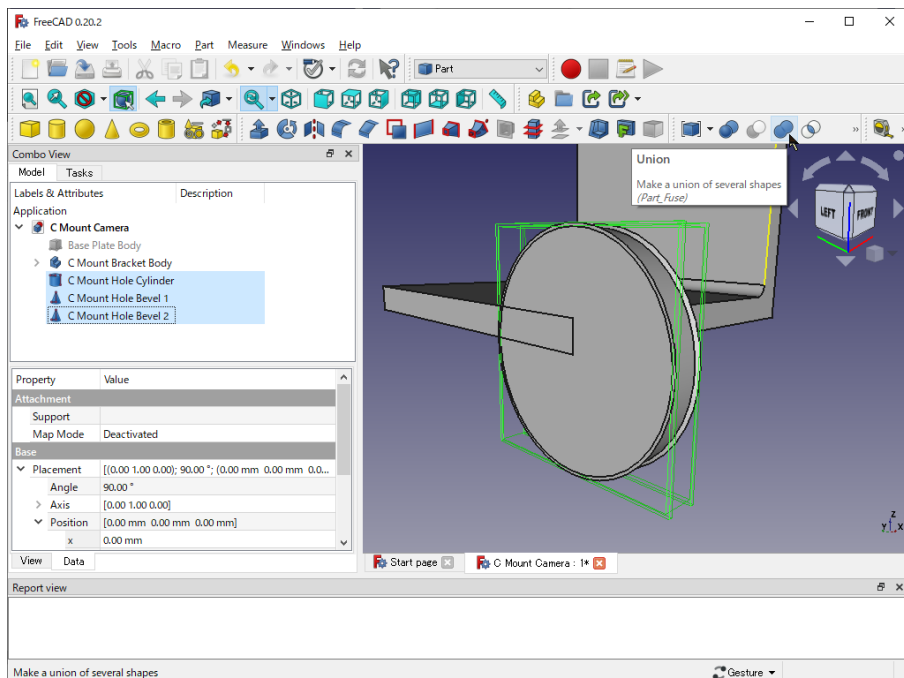 FreeCAD 0.20.2
File Edit View Tools Macro Part Measure Windows Help
Part
Combo View
Model Tasks
Labels & Attributes Description
Application
C Mount Camera
Base Plate Body
C Mount Bracket Body
C Mount Hole Cylinder
C Mount Hole Bevel 1
C Mount Hole Bevel 2
Property Value
Attachment
Support
Map Mode Deactivated
Base
Placement [(0.00 1.00 0.00); 90.00 °; (0.00 mm 0.00 mm 0.0...
Angle 90.00 °
Axis [0.00 1.00 0.00]
Position [0.00 mm 0.00 mm 0.00 mm]
x 0.00 mm
View Data
Union
Make a union of several shapes
(Part_Fuse)
LEFT FRONT
z
y x
Start page C Mount Camera : 1*
Report view
Make a union of several shapes
Gesture